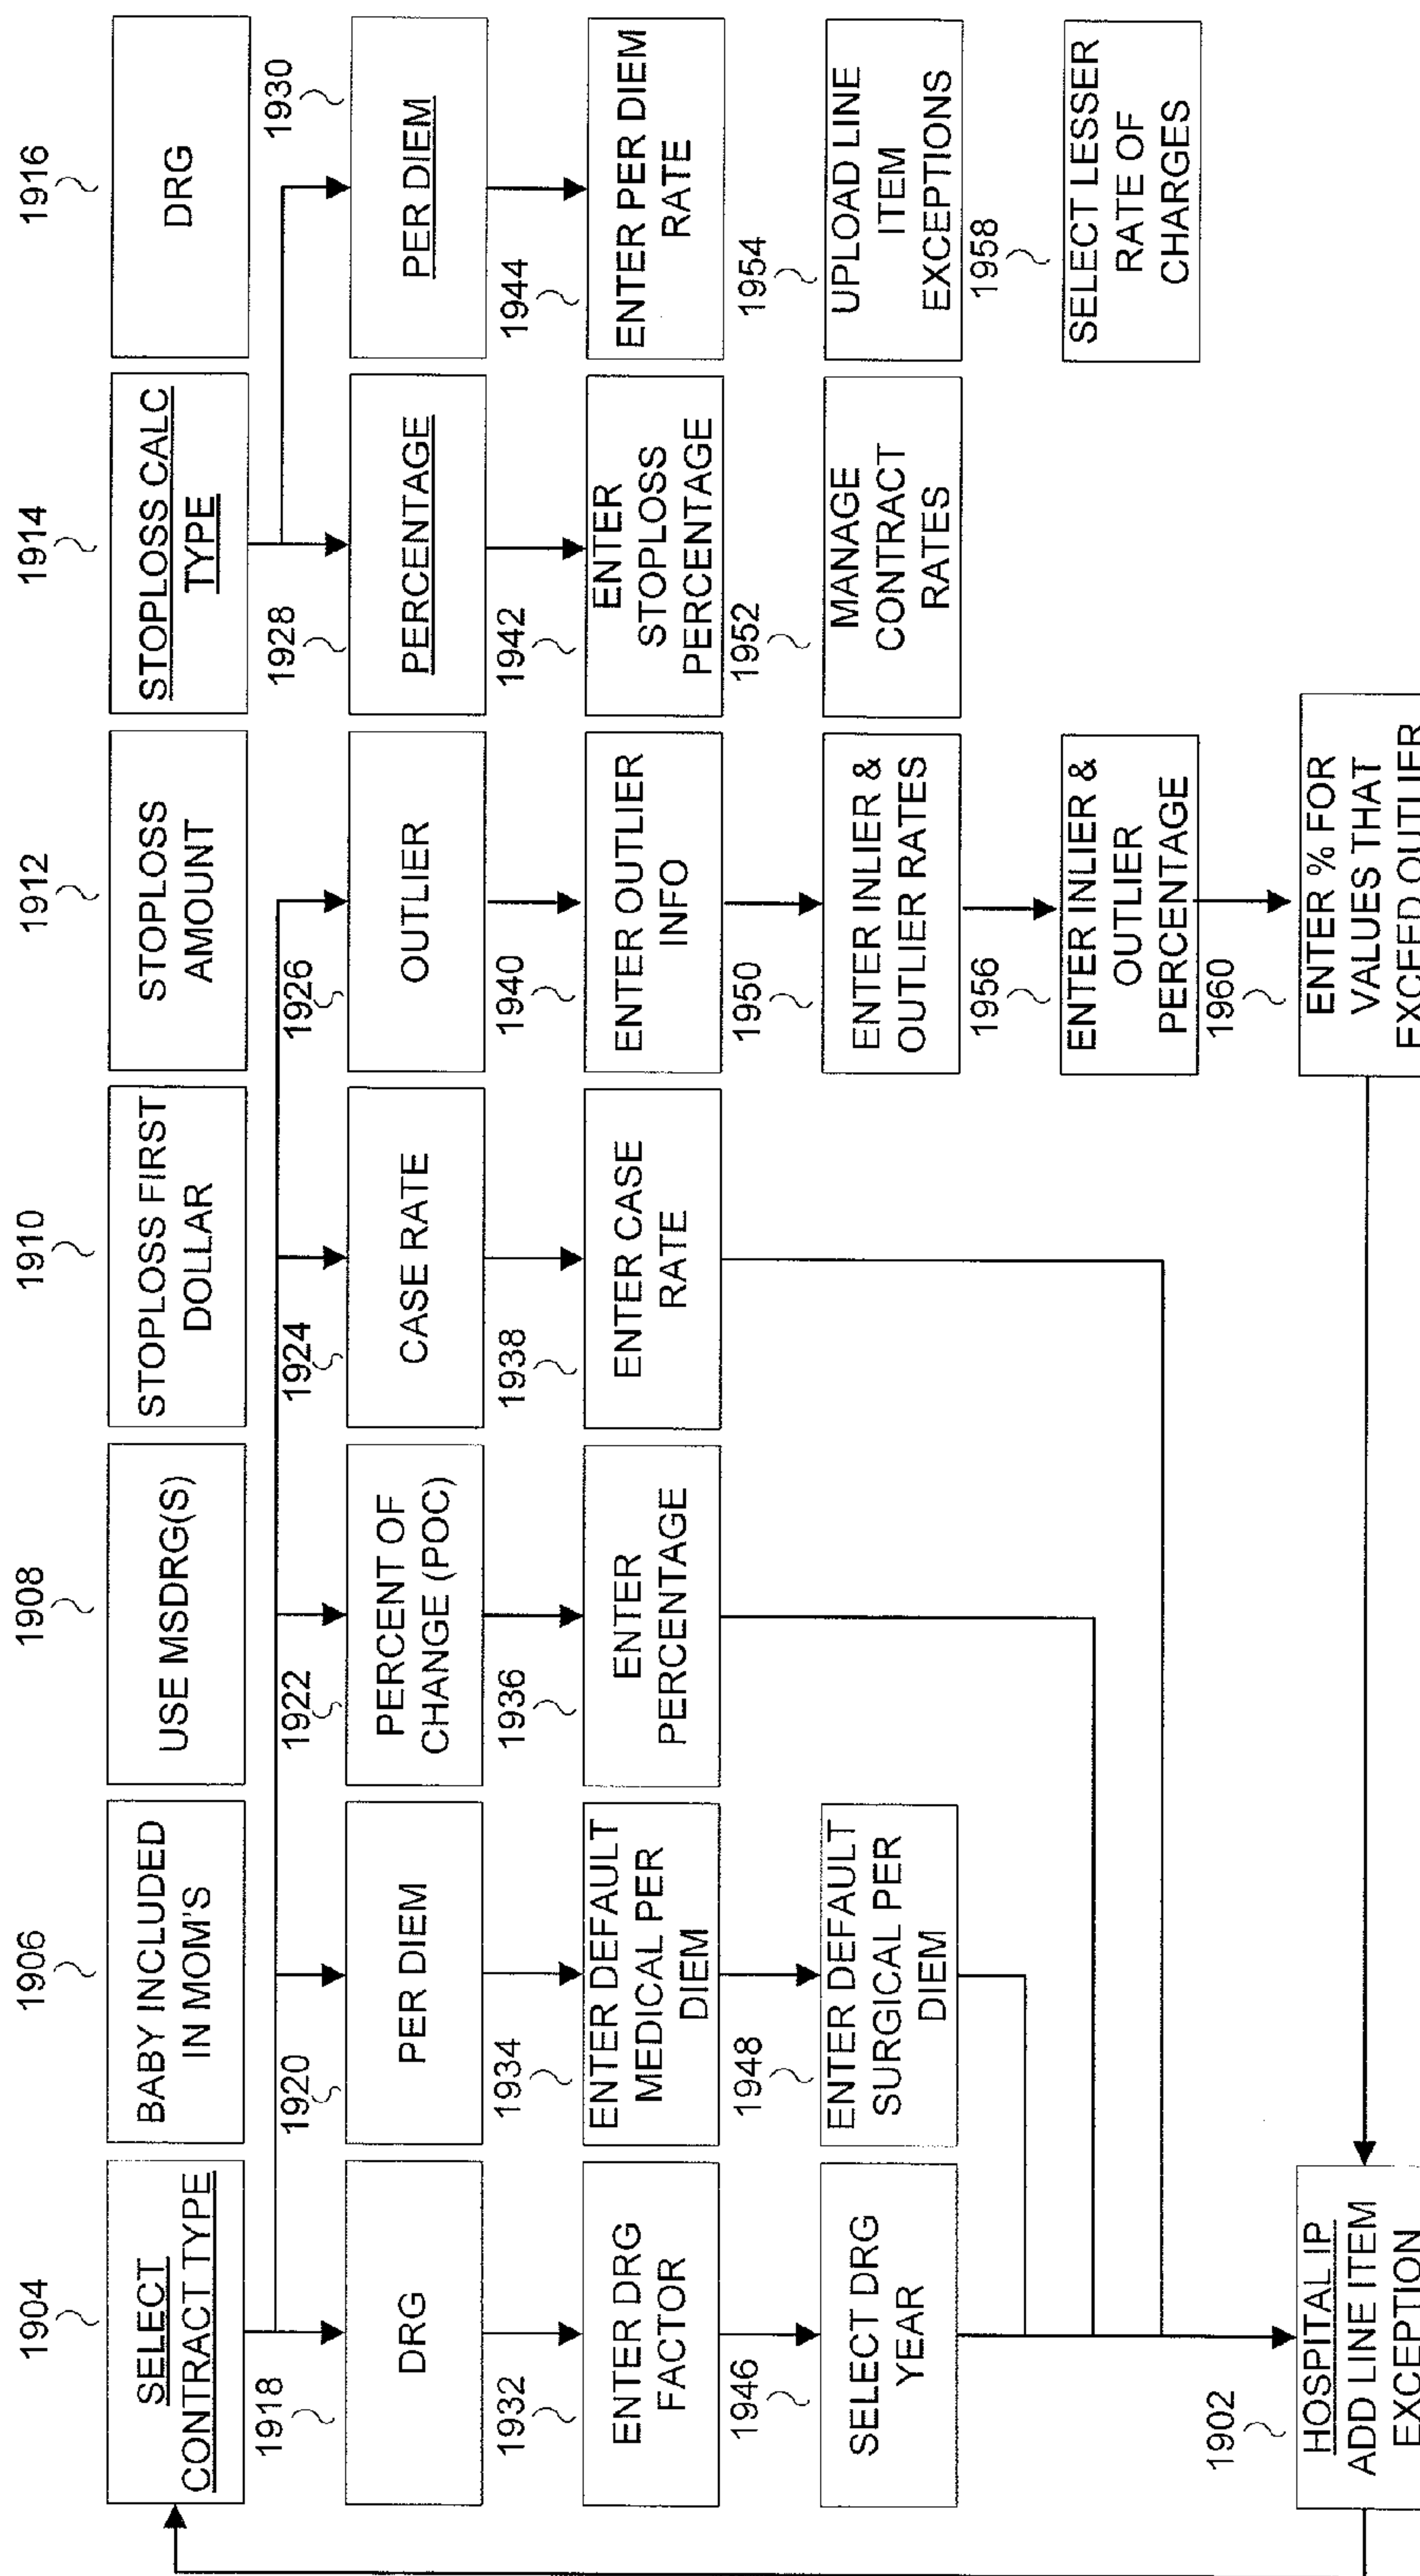 1904
SELECT
CONTRACT TYPE
1906
BABY INCLUDED
IN MOM'S
1908
USE MSDRG(S)
1910
STOPLOSS FIRST
DOLLAR
1912
STOPLOSS
AMOUNT
1914
STOPLOSS CALC
TYPE
1916
DRG
1918
DRG
1920
PER DIEM
1922
PERCENT OF
CHANGE (POC)
1924
CASE RATE
1926
OUTLIER
1928
PERCENTAGE
1930
PER DIEM
1932
ENTER DRG
FACTOR
1934
ENTER DEFAULT
MEDICAL PER
DIEM
1936
ENTER
PERCENTAGE
1938
ENTER CASE
RATE
1940
ENTER OUTLIER
INFO
1942
ENTER
STOPLOSS
PERCENTAGE
1944
ENTER PER DIEM
RATE
1946
SELECT DRG
YEAR
1948
ENTER DEFAULT
SURGICAL PER
DIEM
1950
ENTER INLIER &
OUTLIER RATES
1952
MANAGE
CONTRACT
RATES
1954
UPLOAD LINE
ITEM
EXCEPTIONS
1956
ENTER INLIER &
OUTLIER
PERCENTAGE
1958
SELECT LESSER
RATE OF
CHARGES
1902
HOSPITAL IP
ADD LINE ITEM
EXCEPTION
1960
ENTER % FOR
VALUES THAT
EXCEED OUTLIER